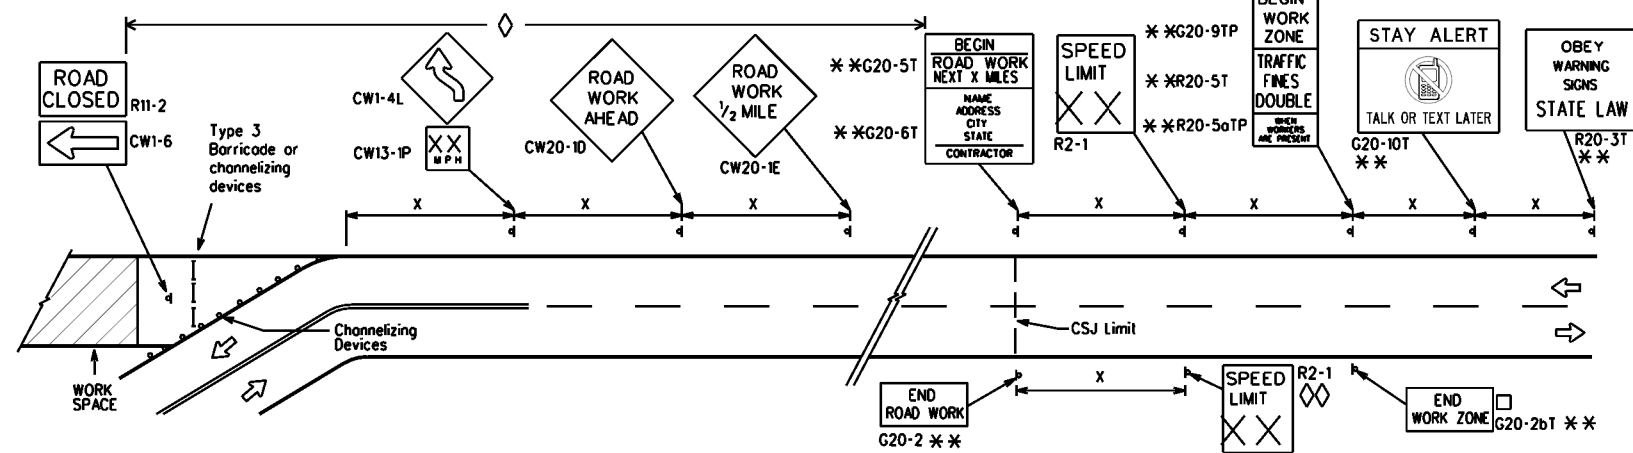 ROAD
CLOSED
R11-2
CW1-6
Type 3
Barricade or
channelizing
devices
CW1-4L
XX
MPH
CW13-1P
ROAD
WORK
AHEAD
CW20-1D
ROAD
WORK
1/2 MILE
CW20-1E
* *G20-5T
* *G20-6T
BEGIN
ROAD WORK
NEXT X MILES
NAME
ADDRESS
CITY
STATE
CONTRACTOR
SPEED
LIMIT
X X
R2-1
* *G20-9TP
* *R20-5T
* *R20-5aTP
BEGIN
WORK
ZONE
TRAFFIC
FINES
DOUBLE
WHEN
WORKERS
ARE PRESENT
STAY ALERT
TALK OR TEXT LATER
G20-10T
* *
OBEY
WARNING
SIGNS
STATE LAW
R20-3T
* *
X
X
X
X
X
X
X
Channelizing
Devices
WORK
SPACE
CSJ Limit
END
ROAD WORK
G20-2 * *
X
SPEED
LIMIT
X X
R2-1
END
WORK ZONE
G20-2bT * *